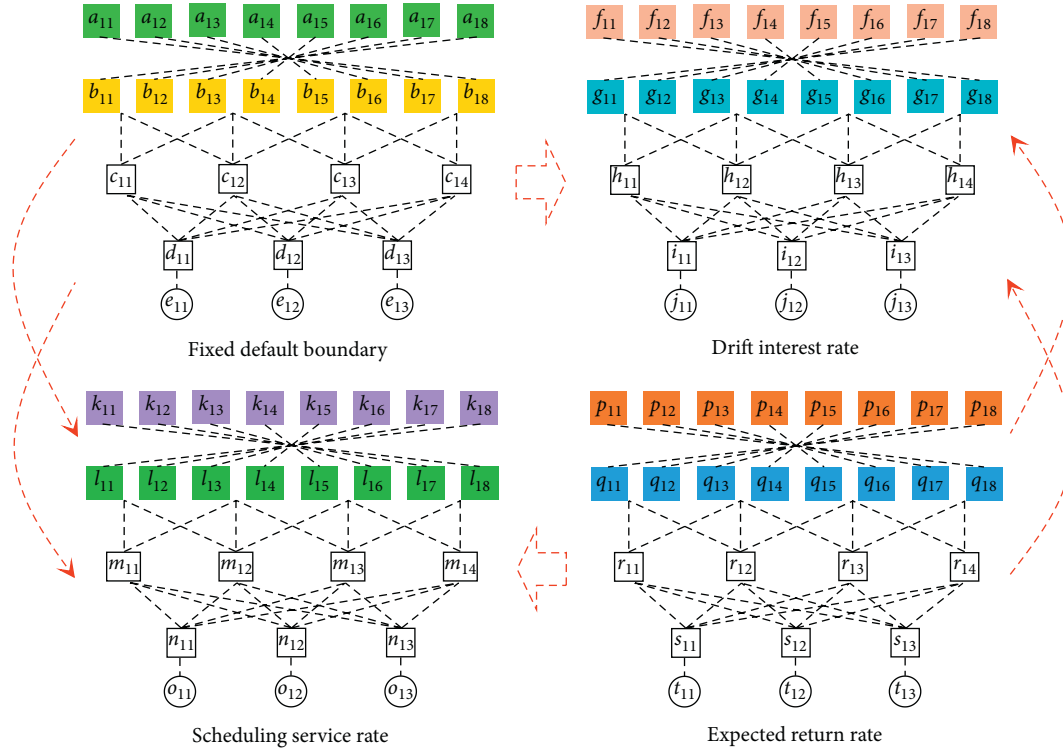 a11 a12 a13 a14 a15 a16 a17 a18
b11 b12 b13 b14 b15 b16 b17 b18
c11 c12 c13 c14
d11 d12 d13
e11 e12 e13
Fixed default boundary
f11 f12 f13 f14 f15 f16 f17 f18
g11 g12 g13 g14 g15 g16 g17 g18
h11 h12 h13 h14
i11 i12 i13
j11 j12 j13
Drift interest rate
k11 k12 k13 k14 k15 k16 k17 k18
l11 l12 l13 l14 l15 l16 l17 l18
m11 m12 m13 m14
n11 n12 n13
o11 o12 o13
Scheduling service rate
p11 p12 p13 p14 p15 p16 p17 p18
q11 q12 q13 q14 q15 q16 q17 q18
r11 r12 r13 r14
s11 s12 s13
t11 t12 t13
Expected return rate